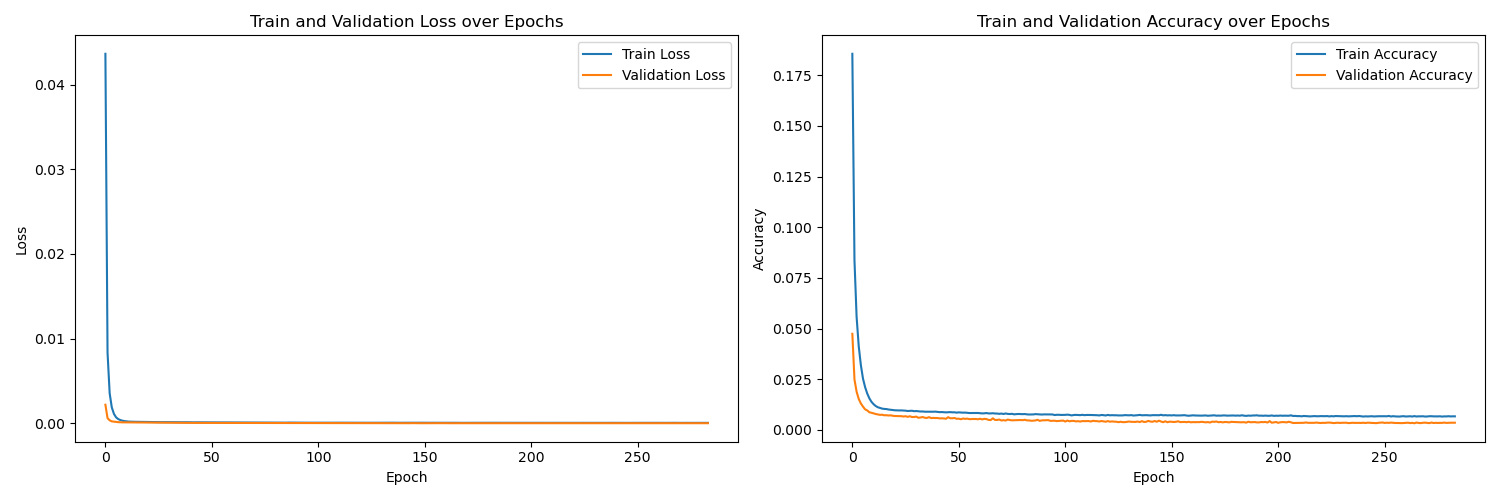 Train and Validation Loss over Epochs
Train Loss
Validation Loss
0.04
0.03
0.02
0.01
0.00
Loss
0
50
100
150
200
250
Epoch
Train and Validation Accuracy over Epochs
Train Accuracy
Validation Accuracy
0.175
0.150
0.125
0.100
0.075
0.050
0.025
0.000
Accuracy
0
50
100
150
200
250
Epoch